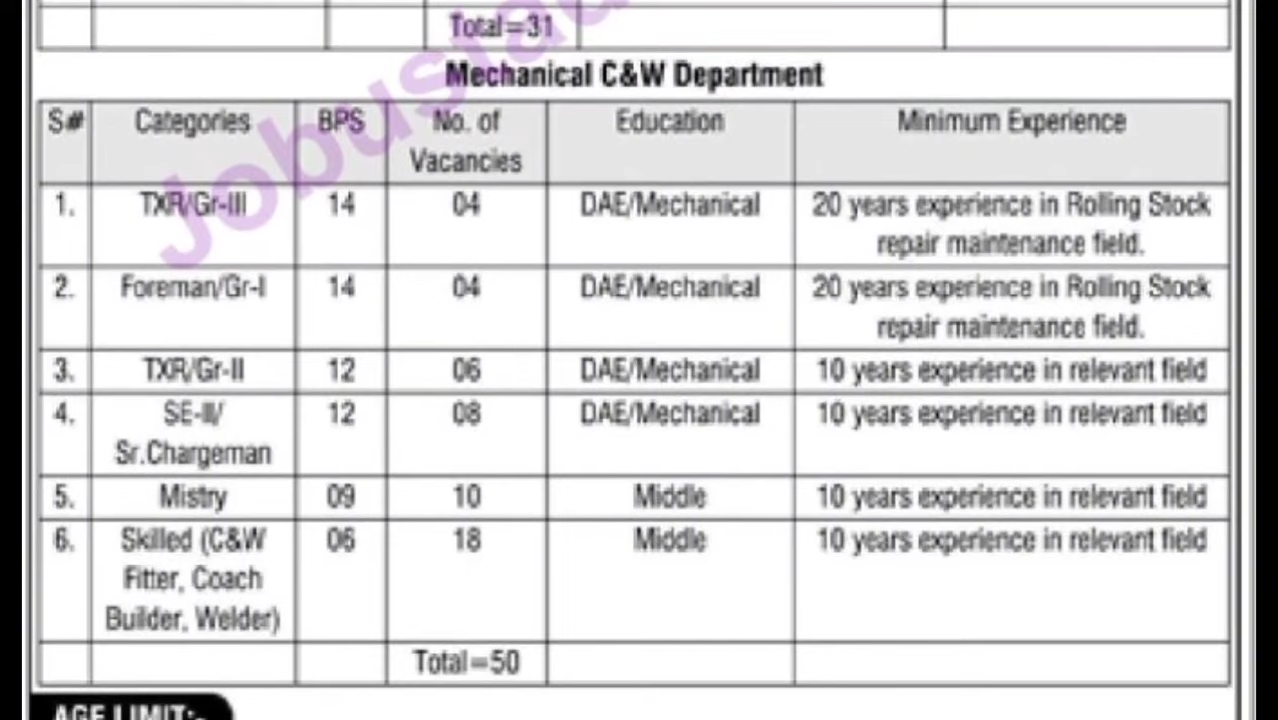 Total=31
Mechanical C&W Department
S# Categories BPS No. of Vacancies Education Minimum Experience
1. TXR/Gr-III 14 04 DAE/Mechanical 20 years experience in Rolling Stock
repair maintenance field.
2. Foreman/Gr-I 14 04 DAE/Mechanical 20 years experience in Rolling Stock
repair maintenance field.
3. TXR/Gr-II 12 06 DAE/Mechanical 10 years experience in relevant field
4. SE-II/ 12 08 DAE/Mechanical 10 years experience in relevant field
Sr.Chargeman
5. Mistry 09 10 Middle 10 years experience in relevant field
6. Skilled (C&W 06 18 Middle 10 years experience in relevant field
Fitter, Coach
Builder, Welder)
Total=50
AGE LIMIT:-